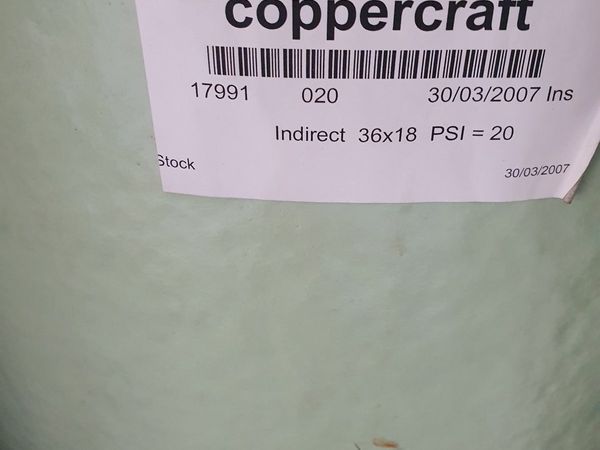 coppercraft
17991 020 30/03/2007 Ins
Indirect 36x18 PSI = 20
Stock
30/03/2007